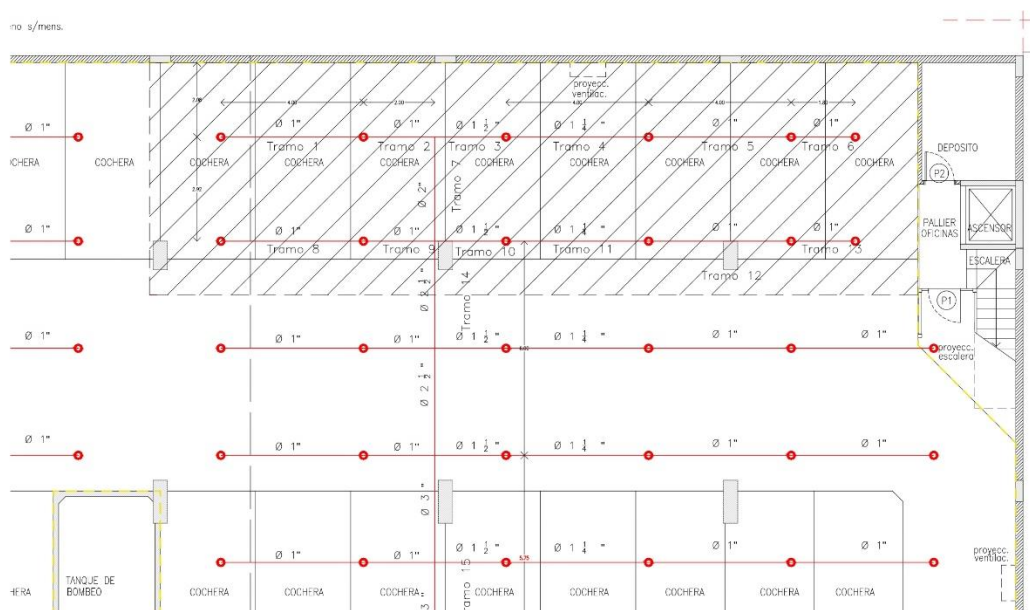 no s/mens.
proyecc.
ventilac.
2.08
4.00
2.00
4.00
4.00
Ø 1" Ø 1" Ø 1" Ø 1 1/2 " Ø 1 1/4 " Ø 1" Ø 1"
Tramo 1 Tramo 2 Tramo 3 Tramo 4 Tramo 5 Tramo 6
DEPOSITO
COCHERA COCHERA COCHERA COCHERA COCHERA COCHERA COCHERA COCHERA COCHERA
P2
Tramo 7
Ø 2"
PALLIER
OFICINAS
ASCENSOR
Ø 1" Ø 1" Ø 1" Ø 1 1/2 " Ø 1 1/4 " Ø 1" Ø 1"
Tramo 8 Tramo 9 Tramo 10 Tramo 11 Tramo 13
ESCALERA
Tramo 12
Ø 2 1/2 "
Tramo 14
P1
Ø 1" Ø 1" Ø 1" Ø 1 1/2 " Ø 1 1/4 " Ø 1" Ø 1"
proyecc.
escalera
Ø 2 1/2 "
Ø 1" Ø 1" Ø 1" Ø 1 1/2 " Ø 1 1/4 " Ø 1" Ø 1"
Ø 3"
Ø 1" Ø 1" Ø 1 1/2 " Ø 1 1/4 " Ø 1" Ø 1"
5.75
proyecc.
ventilac.
TANQUE DE
BOMBEO
HERA COCHERA COCHERA COCHERA COCHERA COCHERA COCHERA COCHERA COCHERA
ramo 15
3"